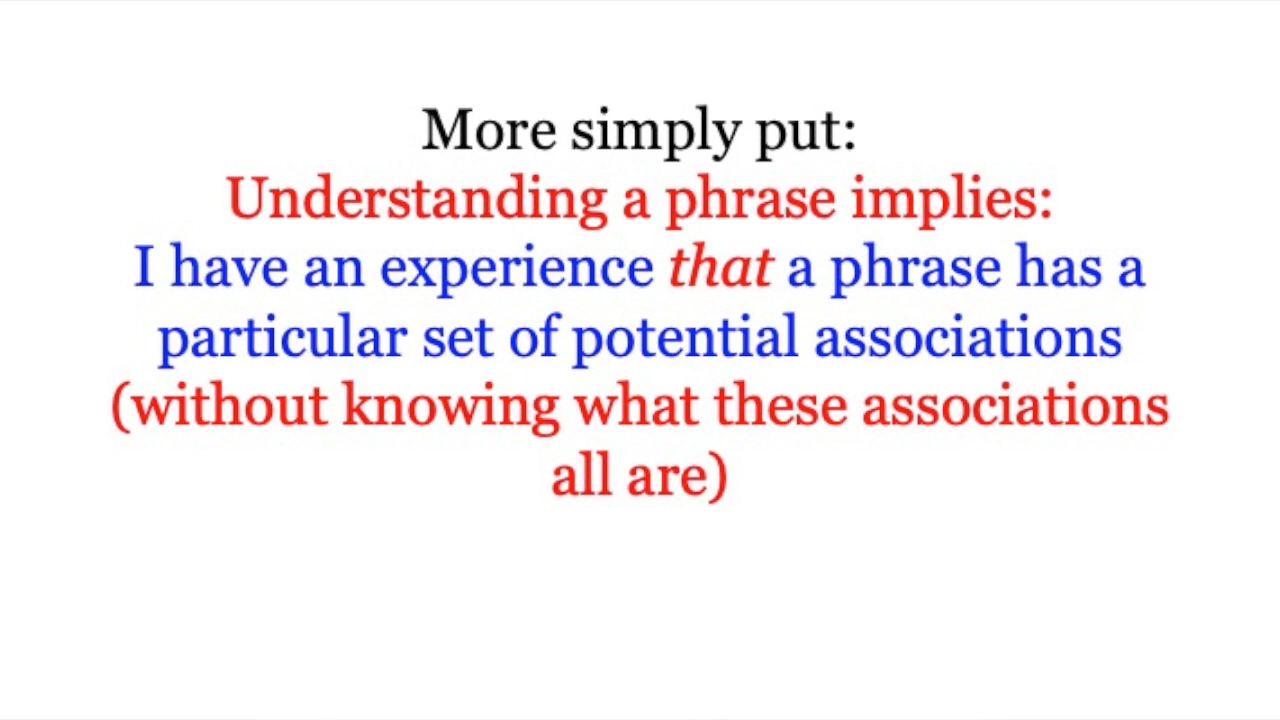 More simply put:
Understanding a phrase implies:
I have an experience that a phrase has a
particular set of potential associations
(without knowing what these associations
all are)